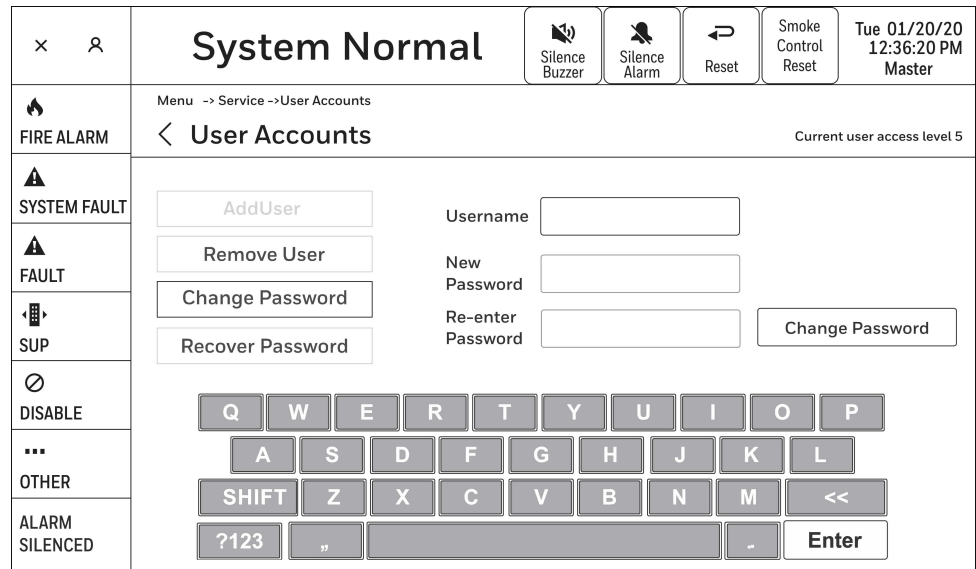 System Normal
Silence
Buzzer
Silence
Alarm
Reset
Smoke
Control
Reset
Tue 01/20/20
12:36:20 PM
Master
FIRE ALARM
SYSTEM FAULT
FAULT
SUP
DISABLE
OTHER
ALARM
SILENCED
Menu -> Service ->User Accounts
< User Accounts
Current user access level 5
AddUser
Remove User
Change Password
Recover Password
Username
New
Password
Re-enter
Password
Change Password
Q W E R T Y U I O P
A S D F G H J K L
SHIFT Z X C V B N M <<
?123 „ .. Enter